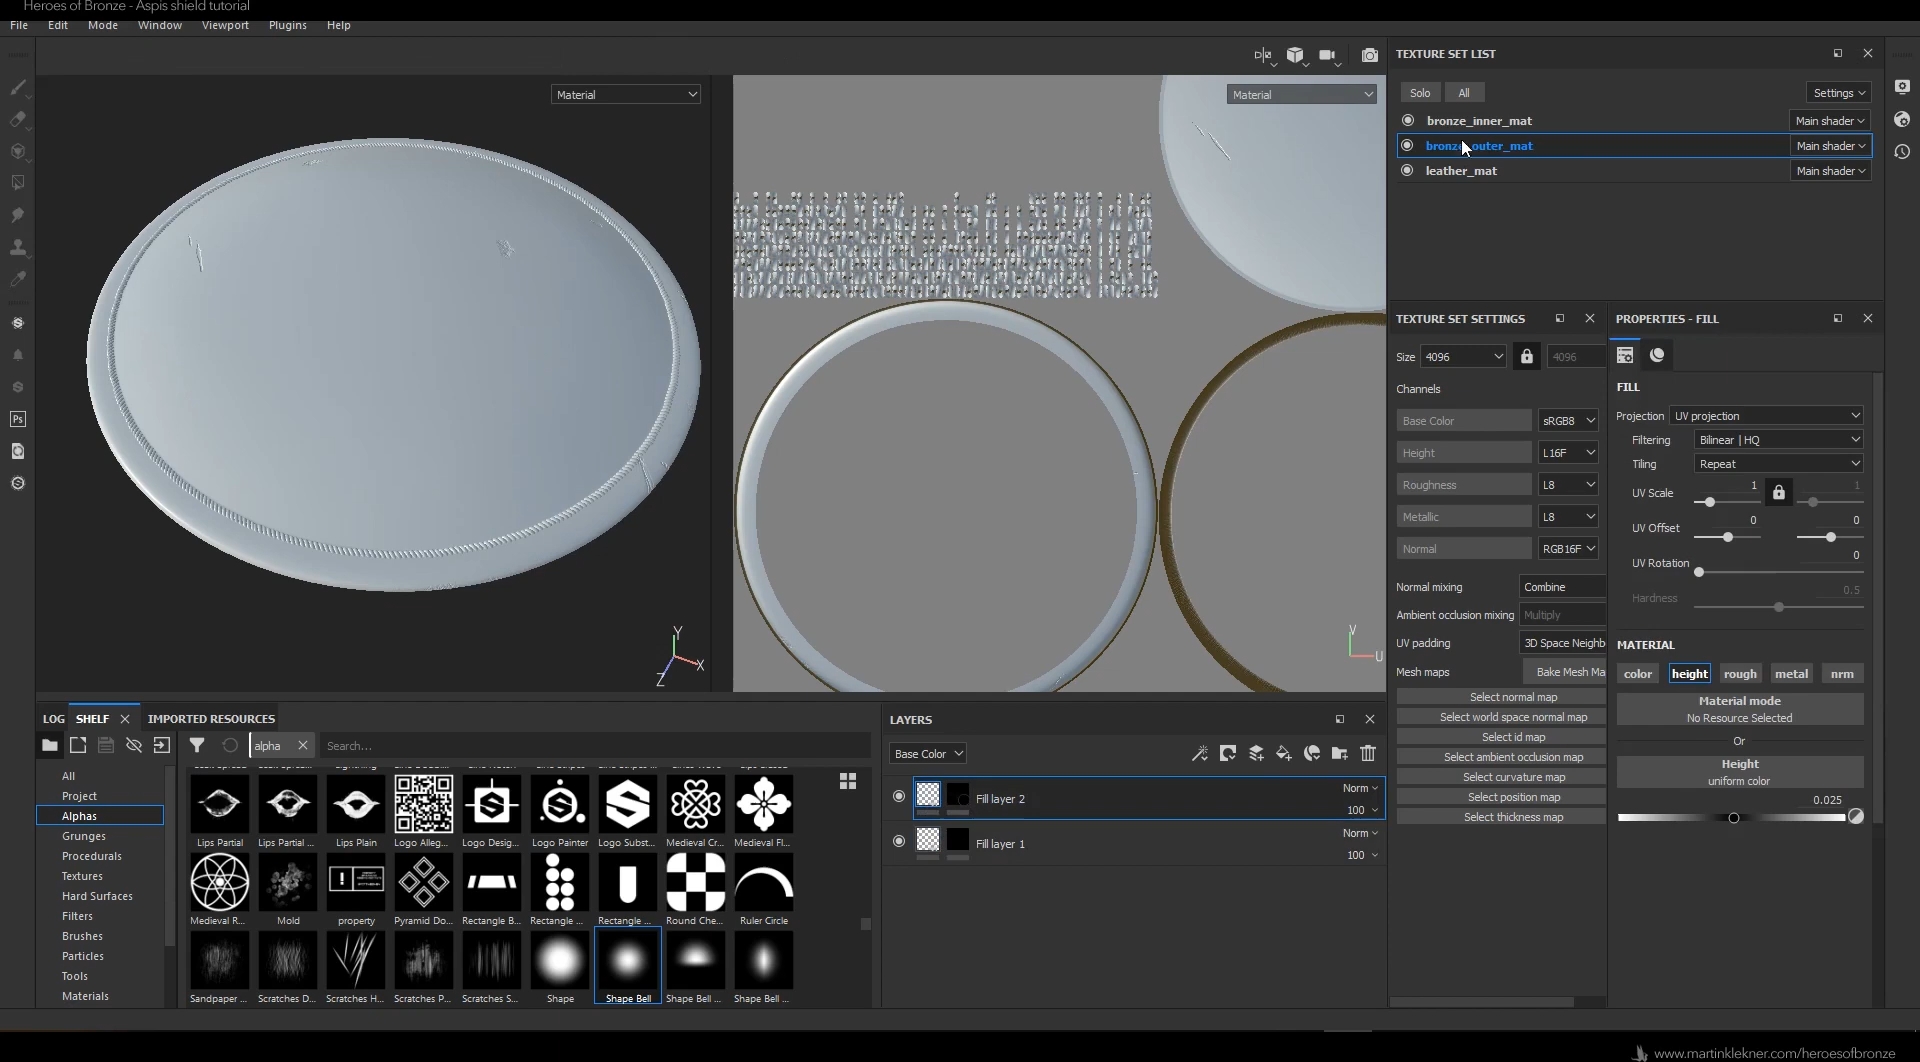 Heroes of Bronze - Aspis shield tutorial
File Edit Mode Window Viewport Plugins Help
Material
Material
TEXTURE SET LIST
Solo All Settings
bronze_inner_mat Main shader
bronze_outer_mat Main shader
leather_mat Main shader
TEXTURE SET SETTINGS
Size 4096 4096
Channels
Base Color sRGB8
Height L16F
Roughness L8
Metallic L8
Normal RGB16F
Normal mixing Combine
Ambient occlusion mixing Multiply
UV padding 3D Space Neighb
Mesh maps Bake Mesh Ma
Select normal map
Select world space normal map
Select id map
Select ambient occlusion map
Select curvature map
Select position map
Select thickness map
PROPERTIES - FILL
FILL
Projection UV projection
Filtering Bilinear | HQ
Tiling Repeat
UV Scale 1 1
UV Offset 0 0
UV Rotation 0
Hardness 0.5
MATERIAL
color height rough metal nrm
Material mode
No Resource Selected
Or
Height
uniform color
0.025
Y
X
Z
V
U
Ps
LOG SHELF IMPORTED RESOURCES
alpha Search...
All
Project
Alphas
Grunges
Procedurals
Textures
Hard Surfaces
Filters
Brushes
Particles
Tools
Materials
Lips Partial Lips Partial ... Lips Plain Logo Alleg... Logo Desig... Logo Painter Logo Subst... Medieval Cr... Medieval Fl...
Medieval R... Mold property Pyramid Do... Rectangle B... Rectangle ... Rectangle ... Round Che... Ruler Circle
Sandpaper ... Scratches D... Scratches H... Scratches P... Scratches S... Shape Shape Bell Shape Bell ... Shape Bell ...
LAYERS
Base Color
Fill layer 2 Norm 100
Fill layer 1 Norm 100
www.martinklekner.com/heroesofbronze